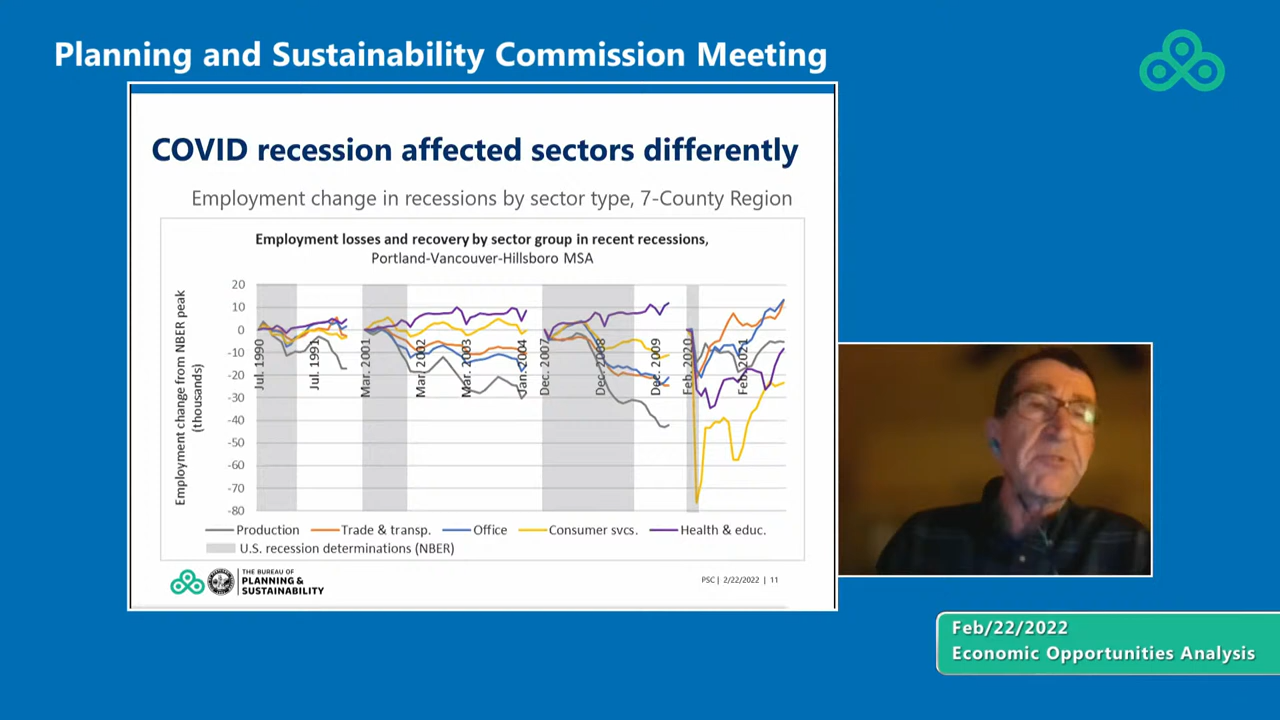 Planning and Sustainability Commission Meeting
COVID recession affected sectors differently
Employment change in recessions by sector type, 7-County Region
Employment losses and recovery by sector group in recent recessions,
Portland-Vancouver-Hillsboro MSA
Employment change from NBER peak
(thousands)
20
10
0
-10
-20
-30
-40
-50
-60
-70
-80
Jul. 1990
Jul. 1991
Mar. 2001
Mar. 2002
Mar. 2003
Jan. 2004
Dec. 2007
Dec. 2008
Dec. 2009
Feb. 2020
Feb. 2021
Production Trade & transp. Office Consumer svcs. Health & educ.
U.S. recession determinations (NBER)
THE BUREAU OF
PLANNING &
SUSTAINABILITY
PSC | 2/22/2022 | 11
Feb/22/2022
Economic Opportunities Analysis